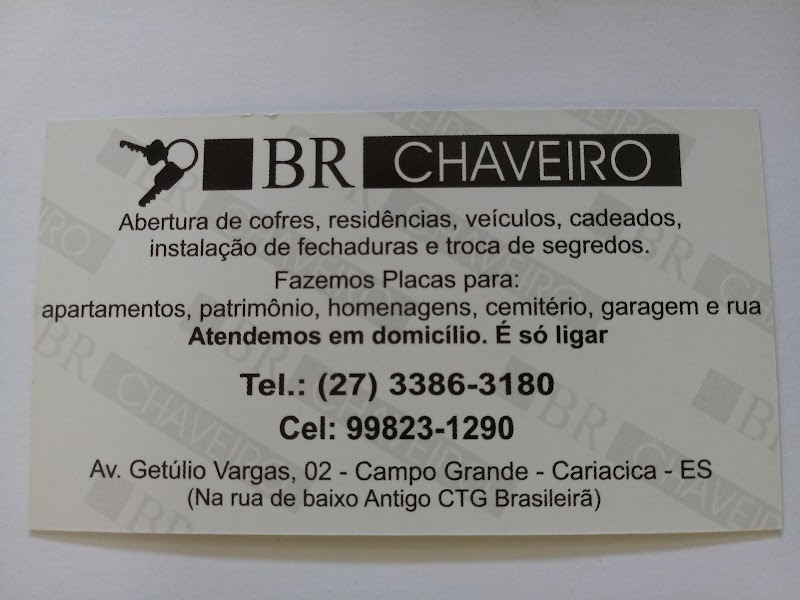 BR CHAVEIRO
Abertura de cofres, residências, veículos, cadeados,
instalação de fechaduras e troca de segredos.
Fazemos Placas para:
apartamentos, patrimônio, homenagens, cemitério, garagem e rua
Atendemos em domicílio. É só ligar
Tel.: (27) 3386-3180
Cel: 99823-1290
Av. Getúlio Vargas, 02 - Campo Grande - Cariacica - ES
(Na rua de baixo Antigo CTG Brasileirã)